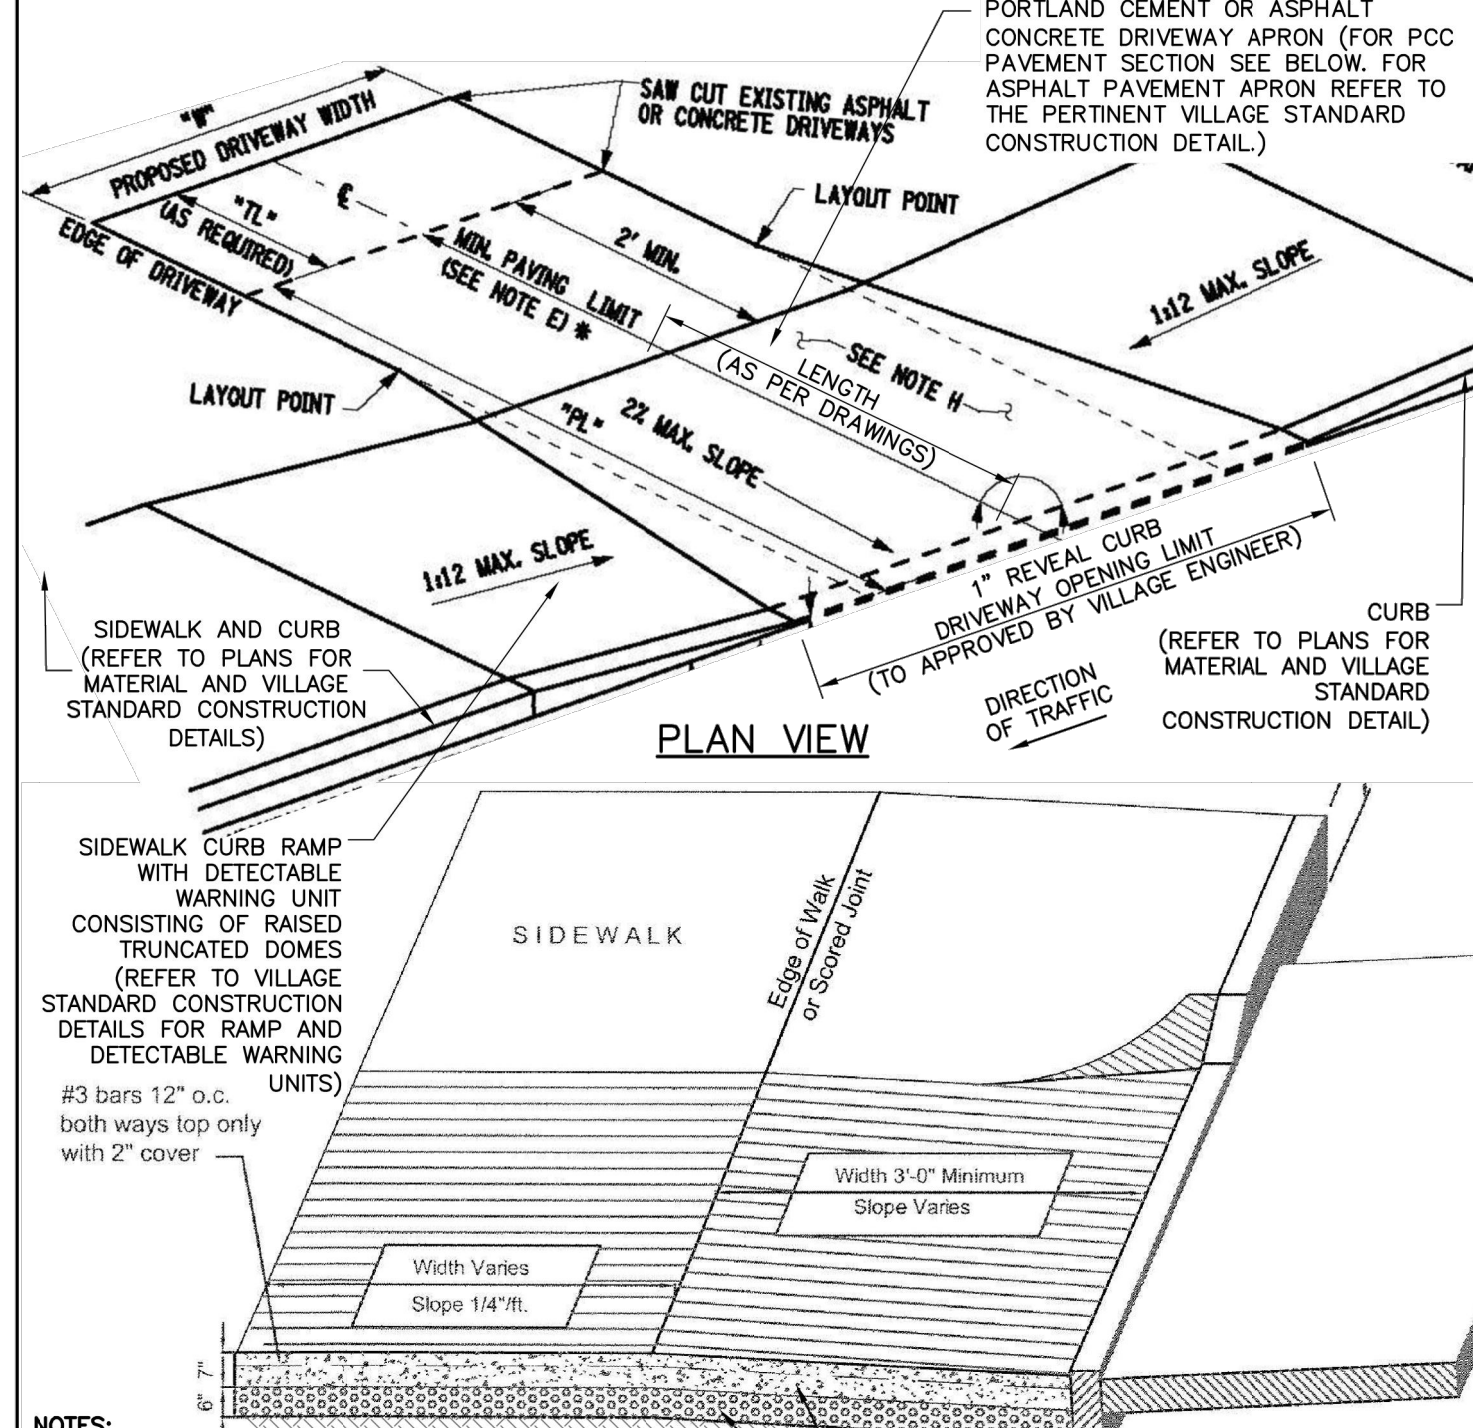 PORTLAND CEMENT OR ASPHALT
CONCRETE DRIVEWAY APRON (FOR PCC
PAVEMENT SECTION SEE BELOW. FOR
ASPHALT PAVEMENT APRON REFER TO
THE PERTINENT VILLAGE STANDARD
CONSTRUCTION DETAIL.)
SAW CUT EXISTING ASPHALT
OR CONCRETE DRIVEWAYS
"W"
PROPOSED DRIVEWAY WIDTH
"TL"
(AS REQUIRED)
EDGE OF DRIVEWAY
℄
LAYOUT POINT
2' MIN.
MIN. PAVING LIMIT
(SEE NOTE E) *
1:12 MAX. SLOPE
SEE NOTE H
LENGTH
(AS PER DRAWINGS)
LAYOUT POINT
2% MAX. SLOPE
"PL"
1:12 MAX. SLOPE
1" REVEAL CURB
DRIVEWAY OPENING LIMIT
(TO APPROVED BY VILLAGE ENGINEER)
SIDEWALK AND CURB
(REFER TO PLANS FOR
MATERIAL AND VILLAGE
STANDARD CONSTRUCTION
DETAILS)
CURB
(REFER TO PLANS FOR
MATERIAL AND VILLAGE
STANDARD
CONSTRUCTION DETAIL)
DIRECTION
OF TRAFFIC
PLAN VIEW
SIDEWALK CURB RAMP
WITH DETECTABLE
WARNING UNIT
CONSISTING OF RAISED
TRUNCATED DOMES
(REFER TO VILLAGE
STANDARD CONSTRUCTION
DETAILS FOR RAMP AND
DETECTABLE WARNING
UNITS)
SIDEWALK
Edge of Walk
or Scored Joint
#3 bars 12" o.c.
both ways top only
with 2" cover
Width 3'-0" Minimum
Slope Varies
Width Varies
Slope 1/4"/ft.
7"
6"
NOTES: